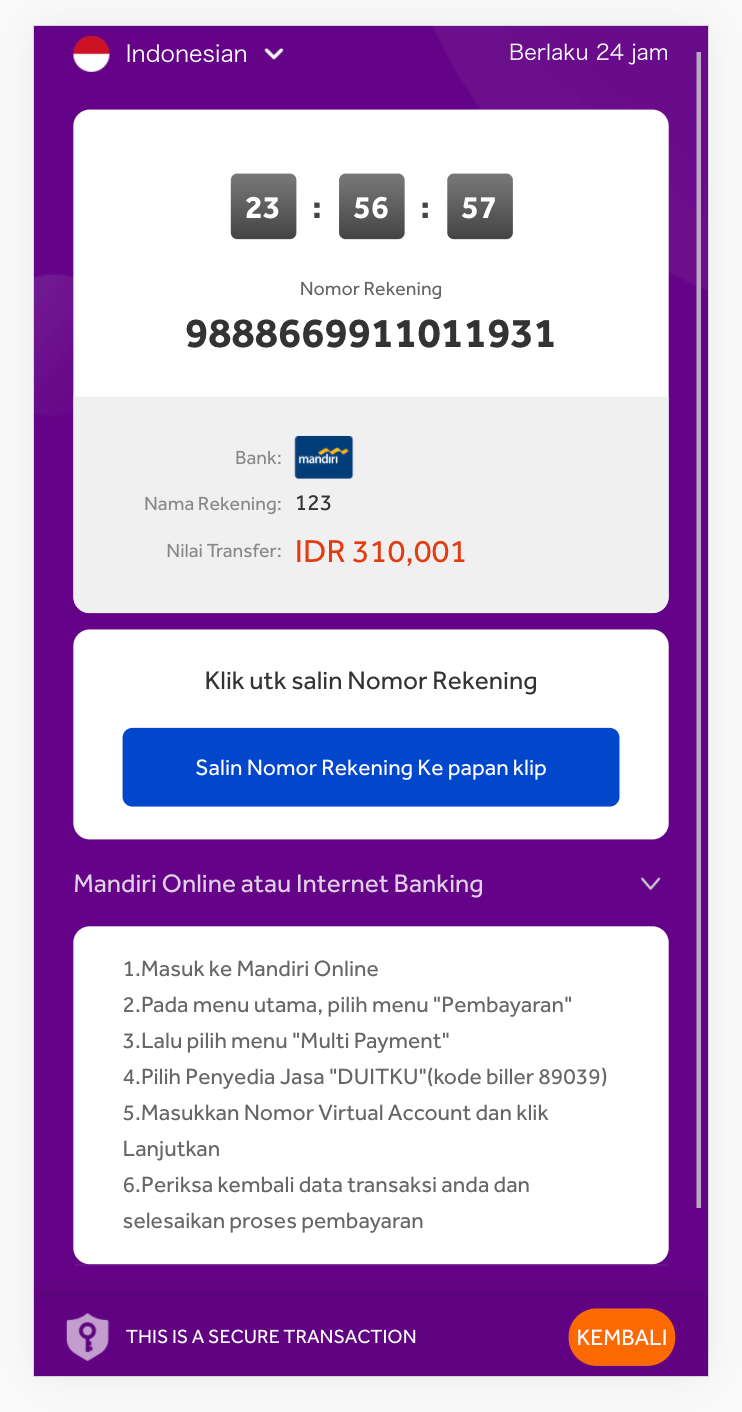 Indonesian
Berlaku 24 jam
23 : 56 : 57
Nomor Rekening
9888669911011931
Bank: mandiri
Nama Rekening: 123
Nilai Transfer: IDR 310,001
Klik utk salin Nomor Rekening
Salin Nomor Rekening Ke papan klip
Mandiri Online atau Internet Banking
1.Masuk ke Mandiri Online
2.Pada menu utama, pilih menu "Pembayaran"
3.Lalu pilih menu "Multi Payment"
4.Pilih Penyedia Jasa "DUITKU"(kode biller 89039)
5.Masukkan Nomor Virtual Account dan klik
Lanjutkan
6.Periksa kembali data transaksi anda dan
selesaikan proses pembayaran
THIS IS A SECURE TRANSACTION
KEMBALI